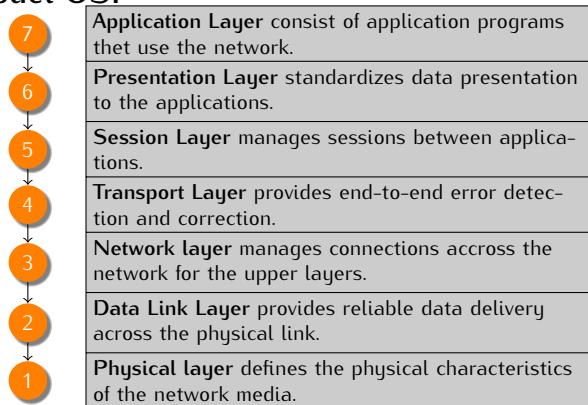 7
Application Layer consist of application programs
thet use the network.
6
Presentation Layer standardizes data presentation
to the applications.
5
Session Layer manages sessions between applica-
tions.
4
Transport Layer provides end-to-end error detec-
tion and correction.
3
Network layer manages connections accross the
network for the upper layers.
2
Data Link Layer provides reliable data delivery
across the physical link.
1
Physical layer defines the physical characteristics
of the network media.